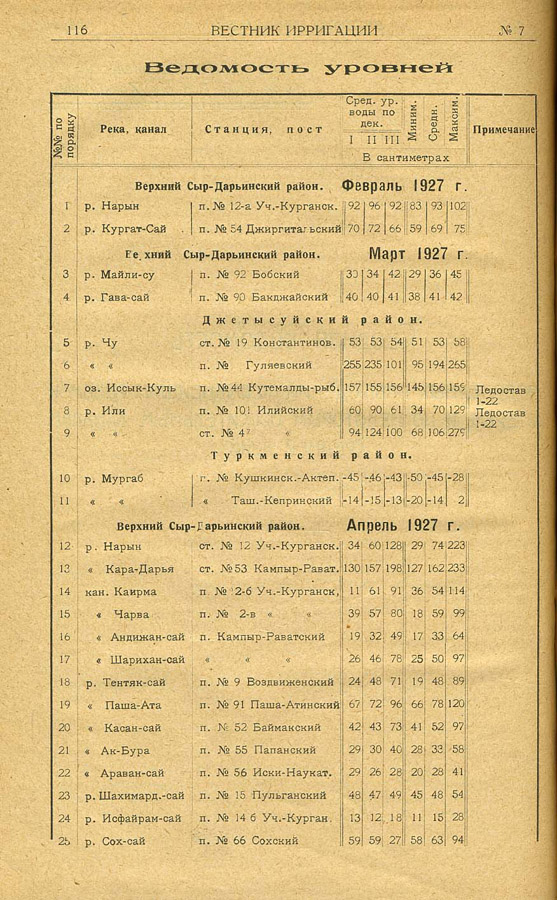 116 ВЕСТНИК ИРРИГАЦИИ № 7
Ведомость уровней
№№ по порядку Река, канал Станция, пост Сред. ур. воды по дек. Миним. Средн. Максим. Примечание
I II III
В сантиметрах
Верхний Сыр-Дарьинский район. Февраль 1927 г.
1 р. Нарын п. № 12-а Уч.-Курганск. 92 96 92 83 93 102
2 р. Кургат-Сай п. № 54 Джиргитальский 70 72 66 59 69 75
Верхний Сыр-Дарьинский район. Март 1927 г.
3 р. Майли-су п. № 92 Бобский 30 34 42 29 36 45
4 р. Гава-сай п. № 90 Бакджайский 40 40 41 38 41 42
Джетысуйский район.
5 р. Чу ст. № 19 Константинов. 53 53 54 51 53 58
6 « « п. № Гуляевский 255 235 101 95 194 265
7 оз. Иссык-Куль п. № 44 Кутемалды-рыб. 157 155 156 145 156 159 Ледостав
1-22
8 р. Или п. № 101 Илийский 60 90 61 34 70 129 Ледостав
1-22
9 « « ст. № 4 « 94 124 100 68 106 279
Туркменский район.
10 р. Мургаб г. № Кушкинск.-Актеп. -45 -46 -43 -50 -45 -28
11 « « « Таш.-Кепринский -14 -15 -13 -20 -14 2
Верхний Сыр-Дарьинский район. Апрель 1927 г.
12 р. Нарын ст. № 12 Уч.-Курганск. 34 60 128 29 74 223
13 « Кара-Дарья ст. № 53 Кампыр-Рават. 130 157 198 127 162 233
14 кан. Каирма п. № 2-б Уч.-Курганск, 11 61 91 36 54 114
15 « Чарва п. № 2-в « « 39 57 80 18 59 99
16 « Андижан-сай п. Кампыр-Раватский 19 32 49 17 33 64
17 « Шарихан-сай « « « 26 46 78 25 50 97
18 р. Тентяк-сай п. № 9 Воздвиженский 24 48 71 19 48 89
19 « Паша-Ата п. № 91 Паша-Атинский 67 72 96 66 78 120
20 « Касан-сай п. № 52 Баймакский 42 43 73 41 52 97
21 « Ак-Бура п. № 55 Папанский 29 30 40 28 33 58
22 « Араван-сай п. № 56 Иски-Наукат. 29 26 28 20 28 41
23 р. Шахимард.-сай п. № 15 Пульганский 48 47 49 45 48 54
24 р. Исфайрам-сай п. № 14 б Уч.-Курган. 13 12 18 11 15 28
25 р. Сох-сай п. № 66 Сохский 59 59 27 58 63 94